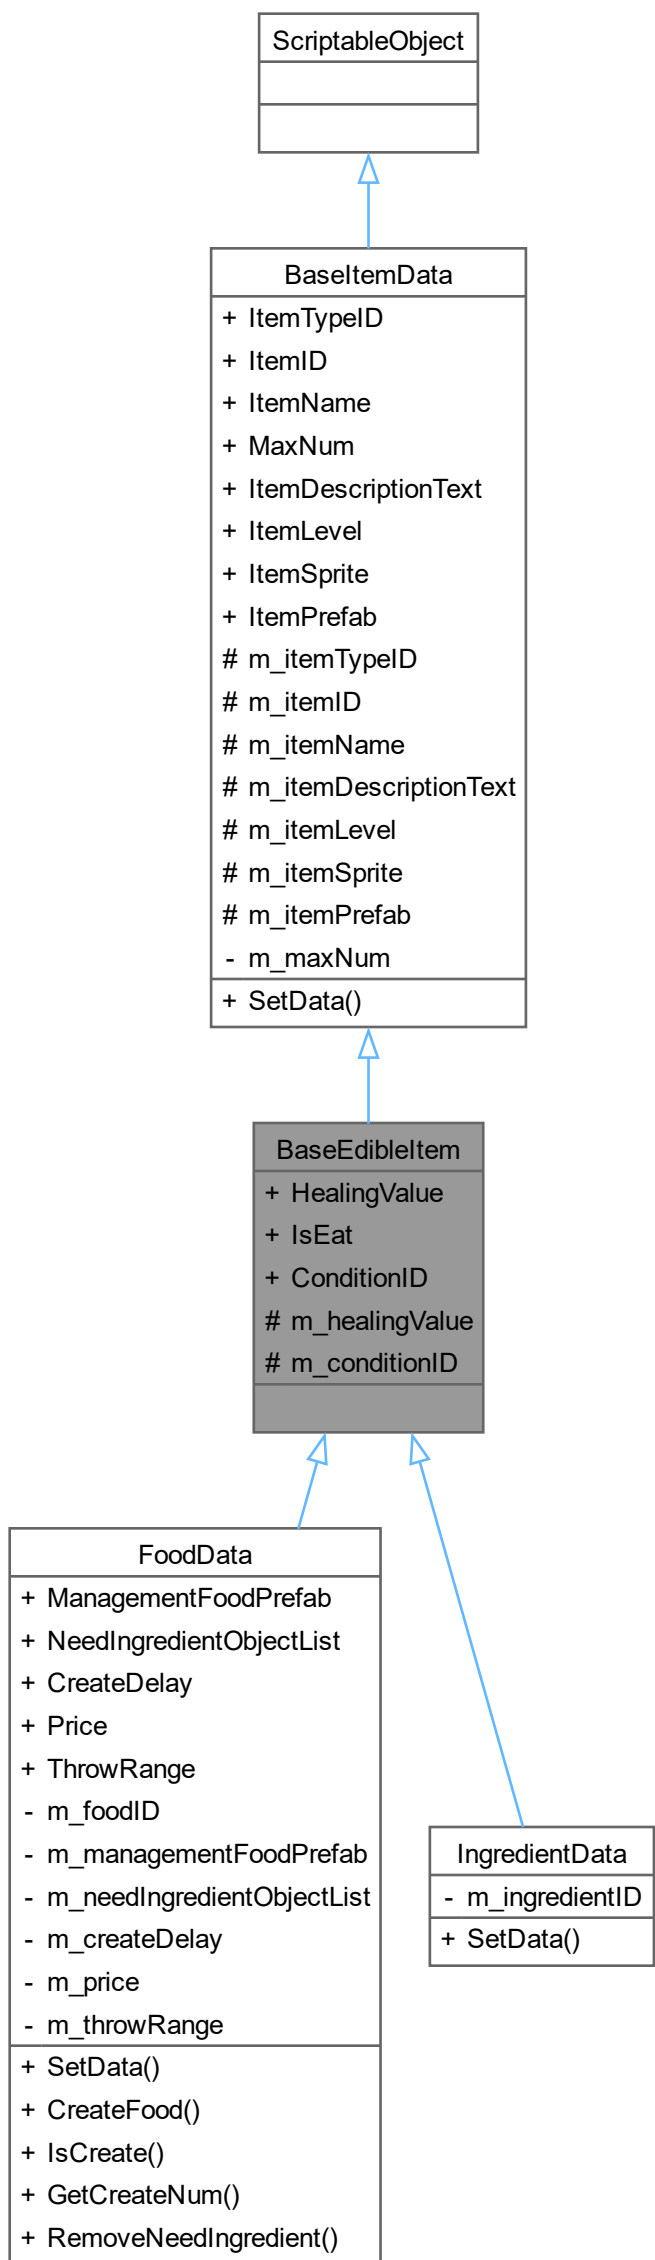 ScriptableObject
BaseItemData
+ ItemTypeID
+ ItemID
+ ItemName
+ MaxNum
+ ItemDescriptionText
+ ItemLevel
+ ItemSprite
+ ItemPrefab
# m_itemTypeID
# m_itemID
# m_itemName
# m_itemDescriptionText
# m_itemLevel
# m_itemSprite
# m_itemPrefab
- m_maxNum
+ SetData()
BaseEdibleItem
+ HealingValue
+ IsEat
+ ConditionID
# m_healingValue
# m_conditionID
FoodData
+ ManagementFoodPrefab
+ NeedIngredientObjectList
+ CreateDelay
+ Price
+ ThrowRange
- m_foodID
- m_managementFoodPrefab
- m_needIngredientObjectList
- m_createDelay
- m_price
- m_throwRange
+ SetData()
+ CreateFood()
+ IsCreate()
+ GetCreateNum()
+ RemoveNeedIngredient()
IngredientData
- m_ingredientID
+ SetData()